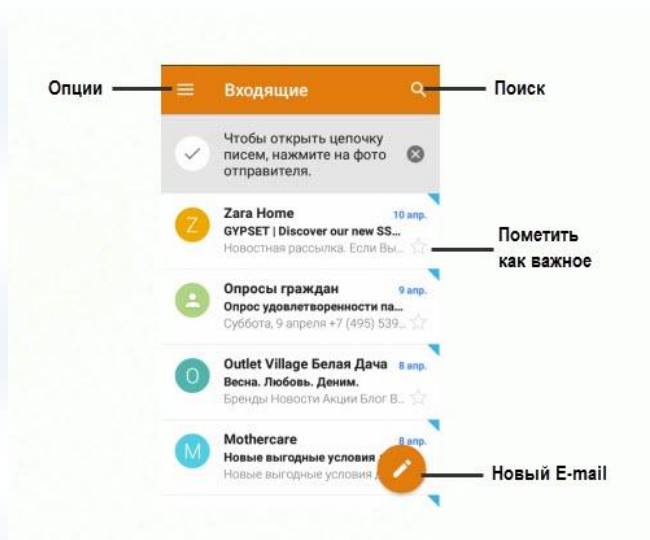 Опции
Входящие
Поиск
Чтобы открыть цепочку
писем, нажмите на фото
отправителя.
Z
Zara Home
10 апр.
GYPSET | Discover our new SS...
Новостная рассылка. Если Вы...
Пометить
как важное
Опросы граждан
9 апр.
Опрос удовлетворенности па...
Суббота, 9 апреля +7 (495) 539...
O
Outlet Village Белая Дача
8 апр.
Весна. Любовь. Деним.
Бренды Новости Акции Блог В...
M
Mothercare
8 апр.
Новые выгодные условия
Новые выгодные условия
Новый E-mail